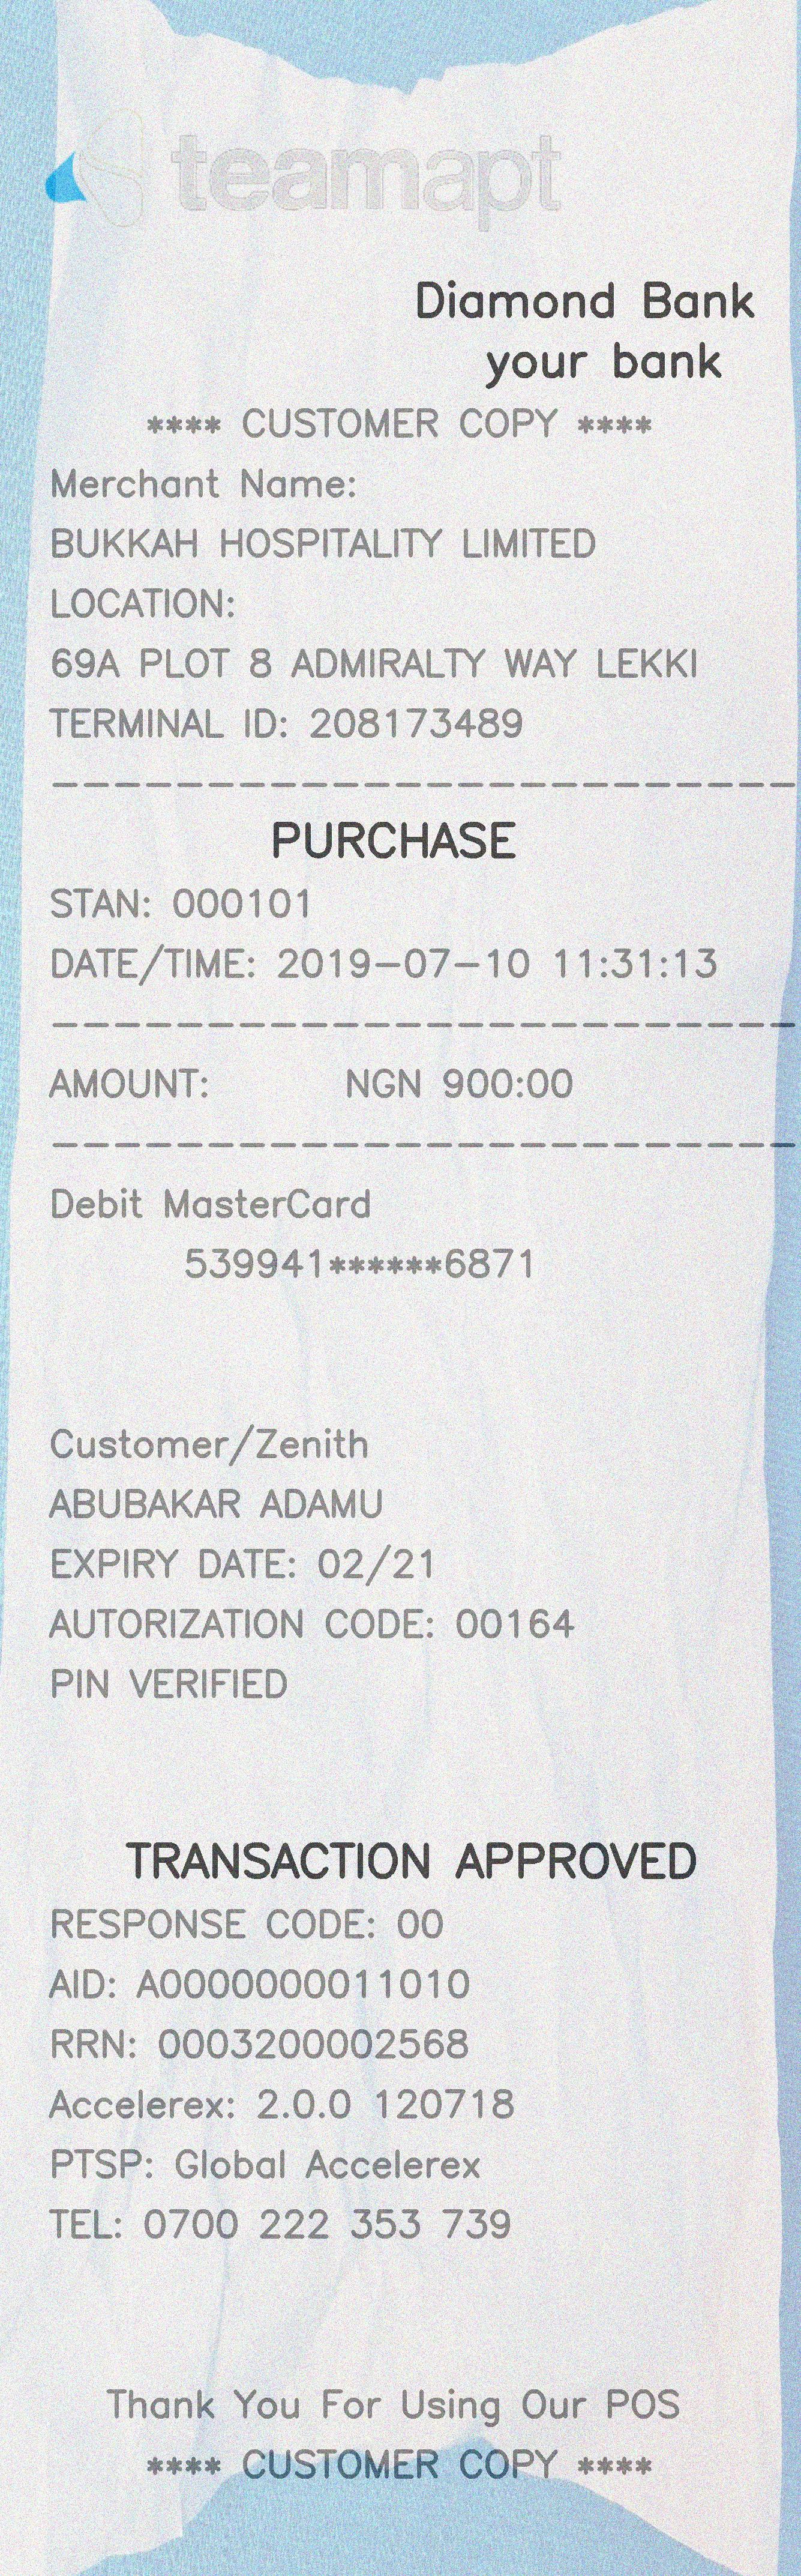 teamapt
Diamond Bank
your bank
**** CUSTOMER COPY ****
Merchant Name:
BUKKAH HOSPITALITY LIMITED
LOCATION:
69A PLOT 8 ADMIRALTY WAY LEKKI
TERMINAL ID: 208173489
------------------------
PURCHASE
STAN: 000101
DATE/TIME: 2019-07-10 11:31:13
------------------------
AMOUNT: NGN 900:00
------------------------
Debit MasterCard
539941******6871
Customer/Zenith
ABUBAKAR ADAMU
EXPIRY DATE: 02/21
AUTORIZATION CODE: 00164
PIN VERIFIED
TRANSACTION APPROVED
RESPONSE CODE: 00
AID: A0000000011010
RRN: 0003200002568
Accelerex: 2.0.0 120718
PTSP: Global Accelerex
TEL: 0700 222 353 739
Thank You For Using Our POS
**** CUSTOMER COPY ****